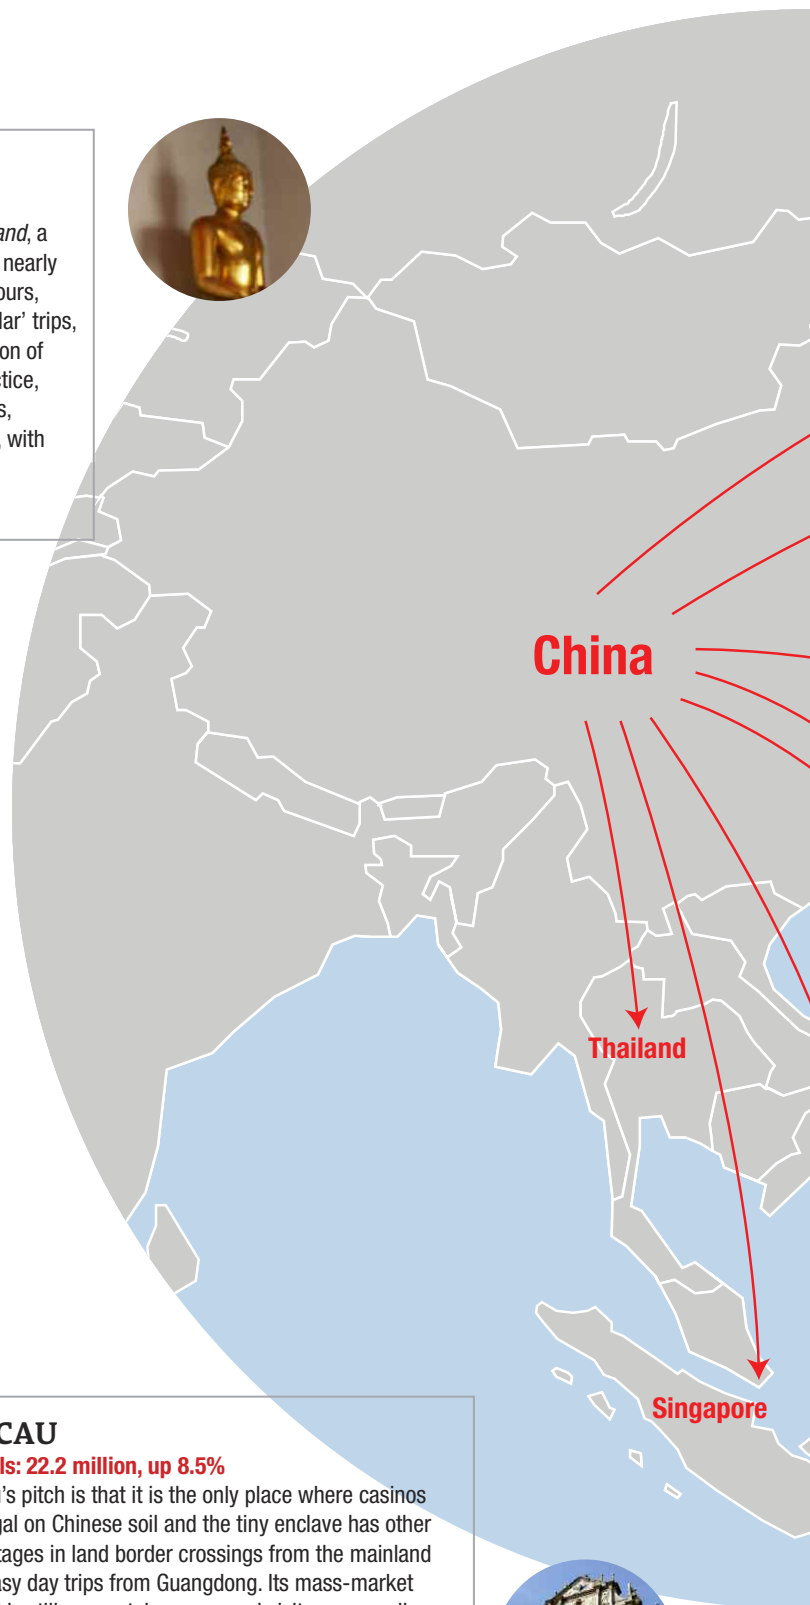 and, a
nearly
ours,
lar’ trips,
on of
ctice,
s,
, with
China
Thailand
Singapore
CAU
ls: 22.2 million, up 8.5%
u’s pitch is that it is the only place where casinos
gal on Chinese soil and the tiny enclave has other
tages in land border crossings from the mainland
asy day trips from Guangdong. Its mass-market